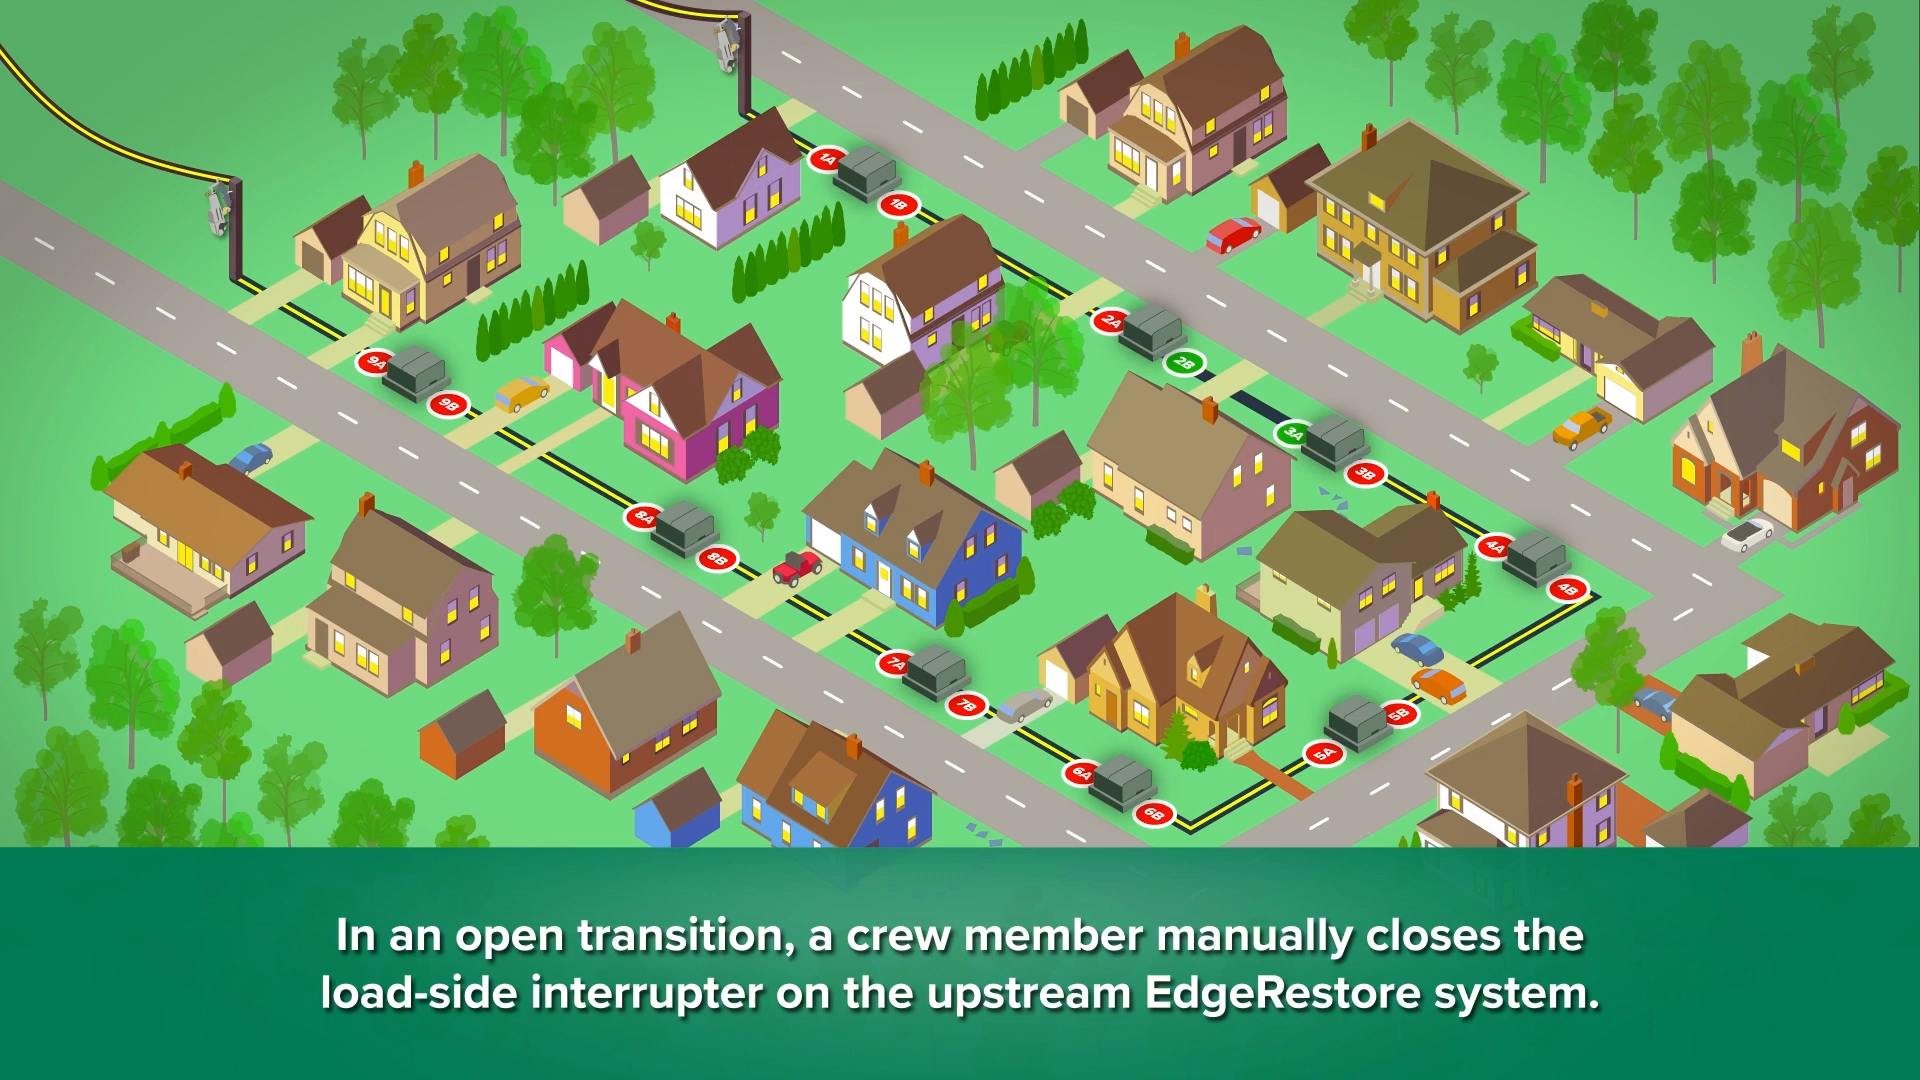 1A
1B
2A
2B
3A
3B
4A
4B
5B
5A
6A
6B
7A
7B
8A
8B
9A
9B
In an open transition, a crew member manually closes the
load-side interrupter on the upstream EdgeRestore system.